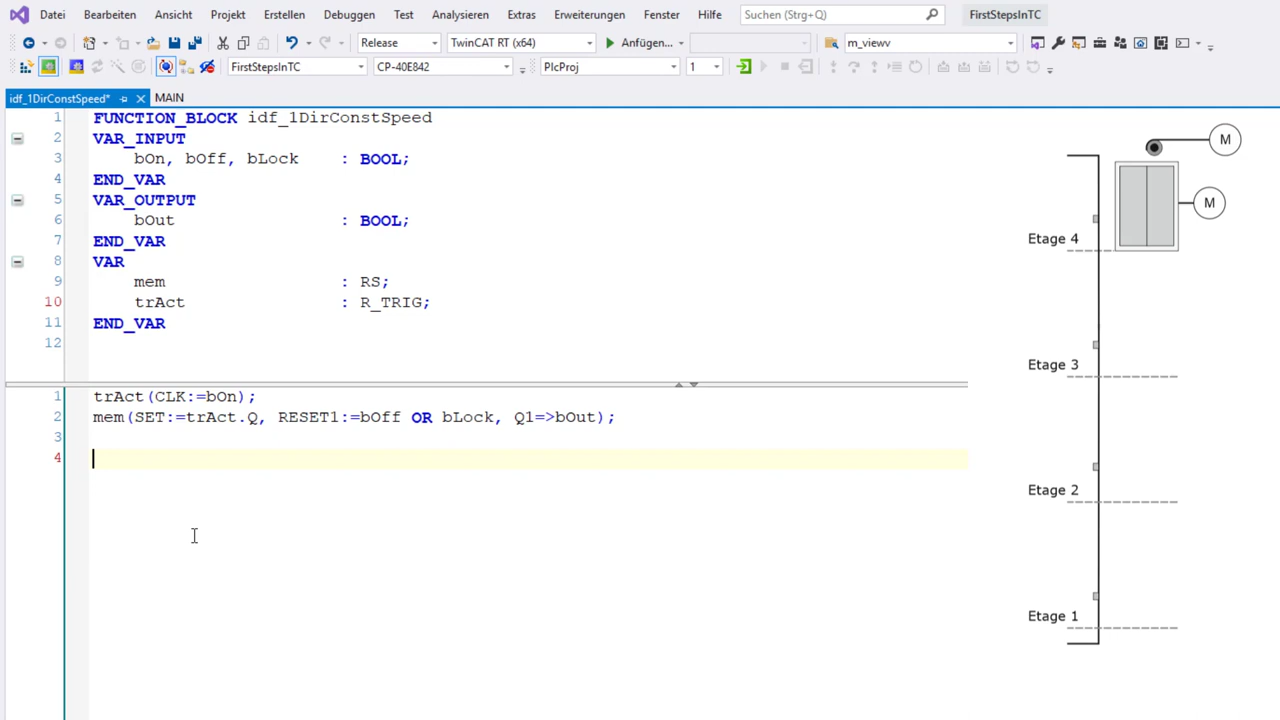 Datei Bearbeiten Ansicht Projekt Erstellen Debuggen Test Analysieren Extras Erweiterungen Fenster Hilfe Suchen (Strg+Q) FirstStepsInTC
Release TwinCAT RT (x64) Anfügen... m_viewv
FirstStepsInTC CP-40E842 PlcProj 1
idf_1DirConstSpeed* MAIN
1 FUNCTION_BLOCK idf_1DirConstSpeed
2 VAR_INPUT
3 bOn, bOff, bLock : BOOL;
4 END_VAR
5 VAR_OUTPUT
6 bOut : BOOL;
7 END_VAR
8 VAR
9 mem : RS;
10 trAct : R_TRIG;
11 END_VAR
12
1 trAct(CLK:=bOn);
2 mem(SET:=trAct.Q, RESET1:=bOff OR bLock, Q1=>bOut);
3
4
M
M
Etage 4
Etage 3
Etage 2
Etage 1